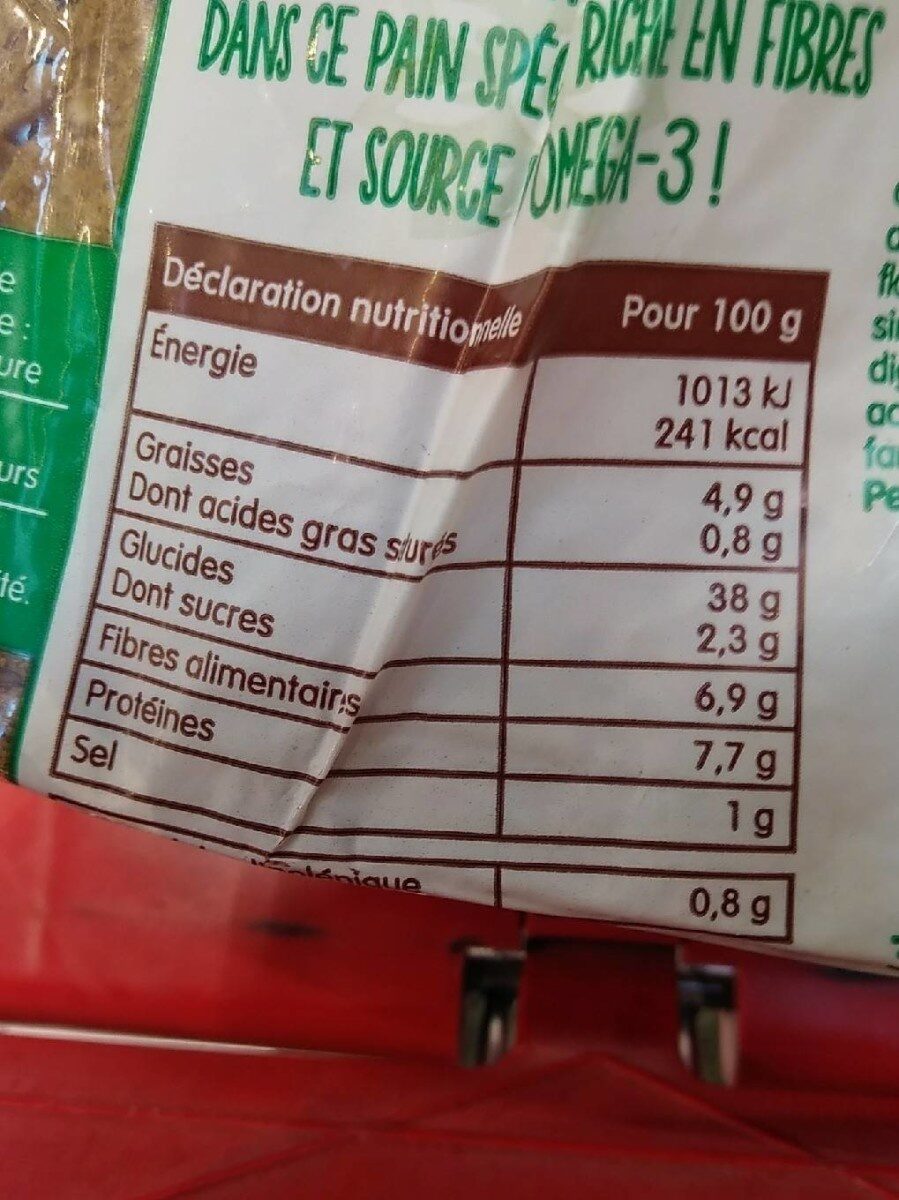 DANS CE PAIN RICHE EN FIBRES
ET SOURCE OMEGA-3 !
Déclaration nutritionnelle Pour 100 g
Énergie 1013 kJ
241 kcal
Graisses 4,9 g
Dont acides gras saturés 0,8 g
Glucides 38 g
Dont sucres 2,3 g
Fibres alimentaires 6,9 g
Protéines 7,7 g
Sel 1 g
0,8 g